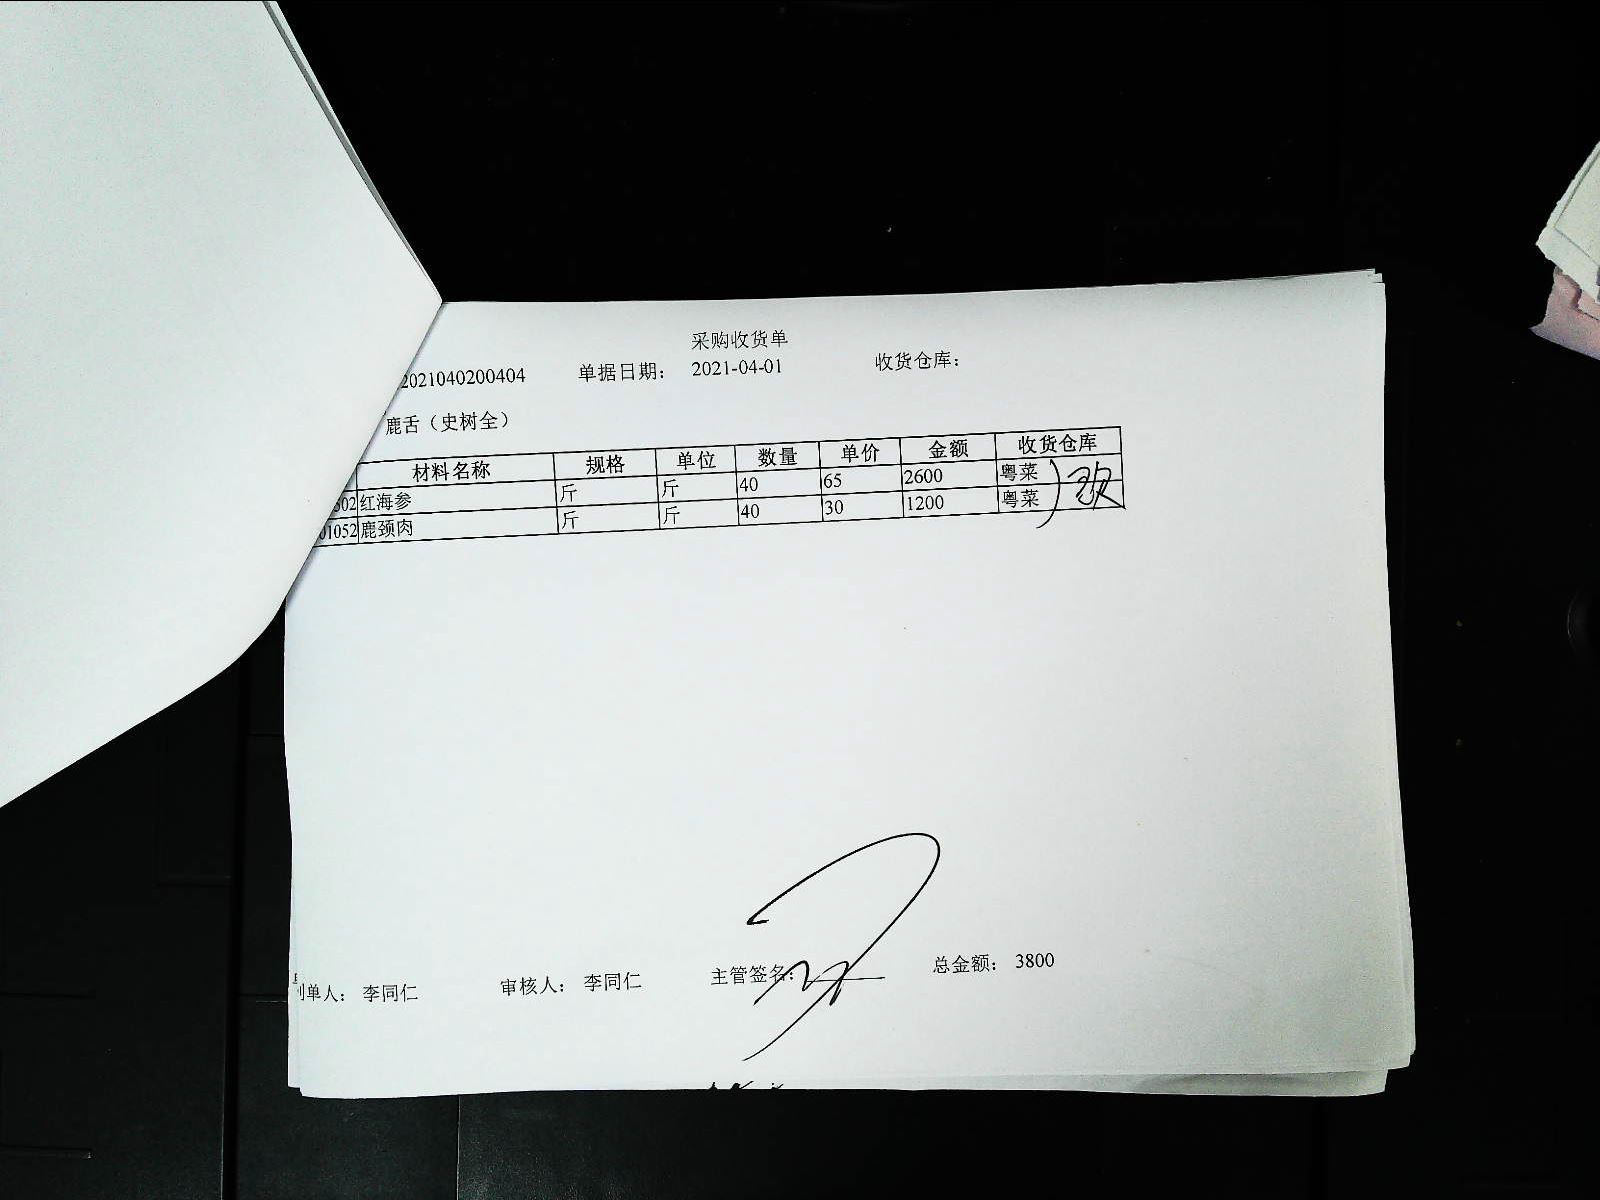 采购收货单
2021040200404 单据日期: 2021-04-01 收货仓库:
鹿舌（史树全）
材料名称 规格 单位 数量 单价 金额 收货仓库
502 红海参 斤 斤 40 65 2600 粤菜
01052 鹿颈肉 斤 斤 40 30 1200 粤菜
制单人: 李同仁 审核人: 李同仁 主管签名: 总金额: 3800